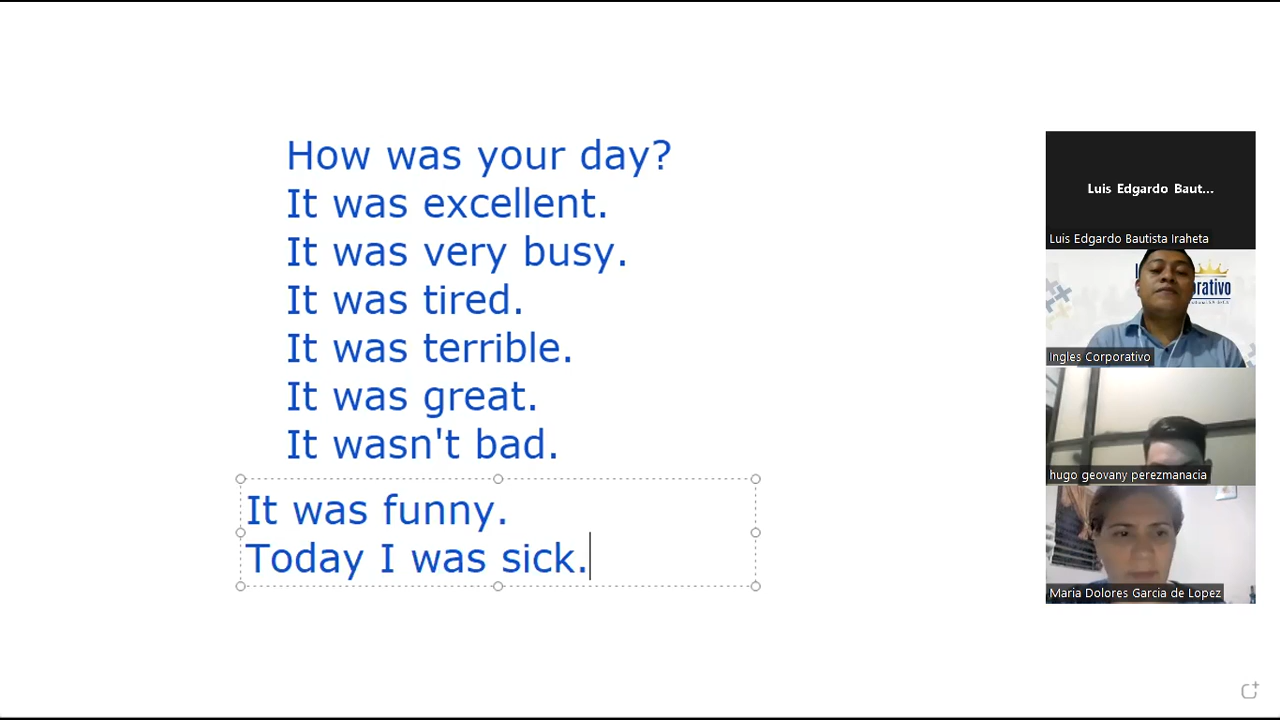 How was your day?
It was excellent.
It was very busy.
It was tired.
It was terrible.
It was great.
It wasn't bad.
It was funny.
Today I was sick.
Luis Edgardo Baut...
Luis Edgardo Bautista Iraheta
orativo
Ingles Corporativo
hugo geovany perezmanacia
Maria Dolores Garcia de Lopez